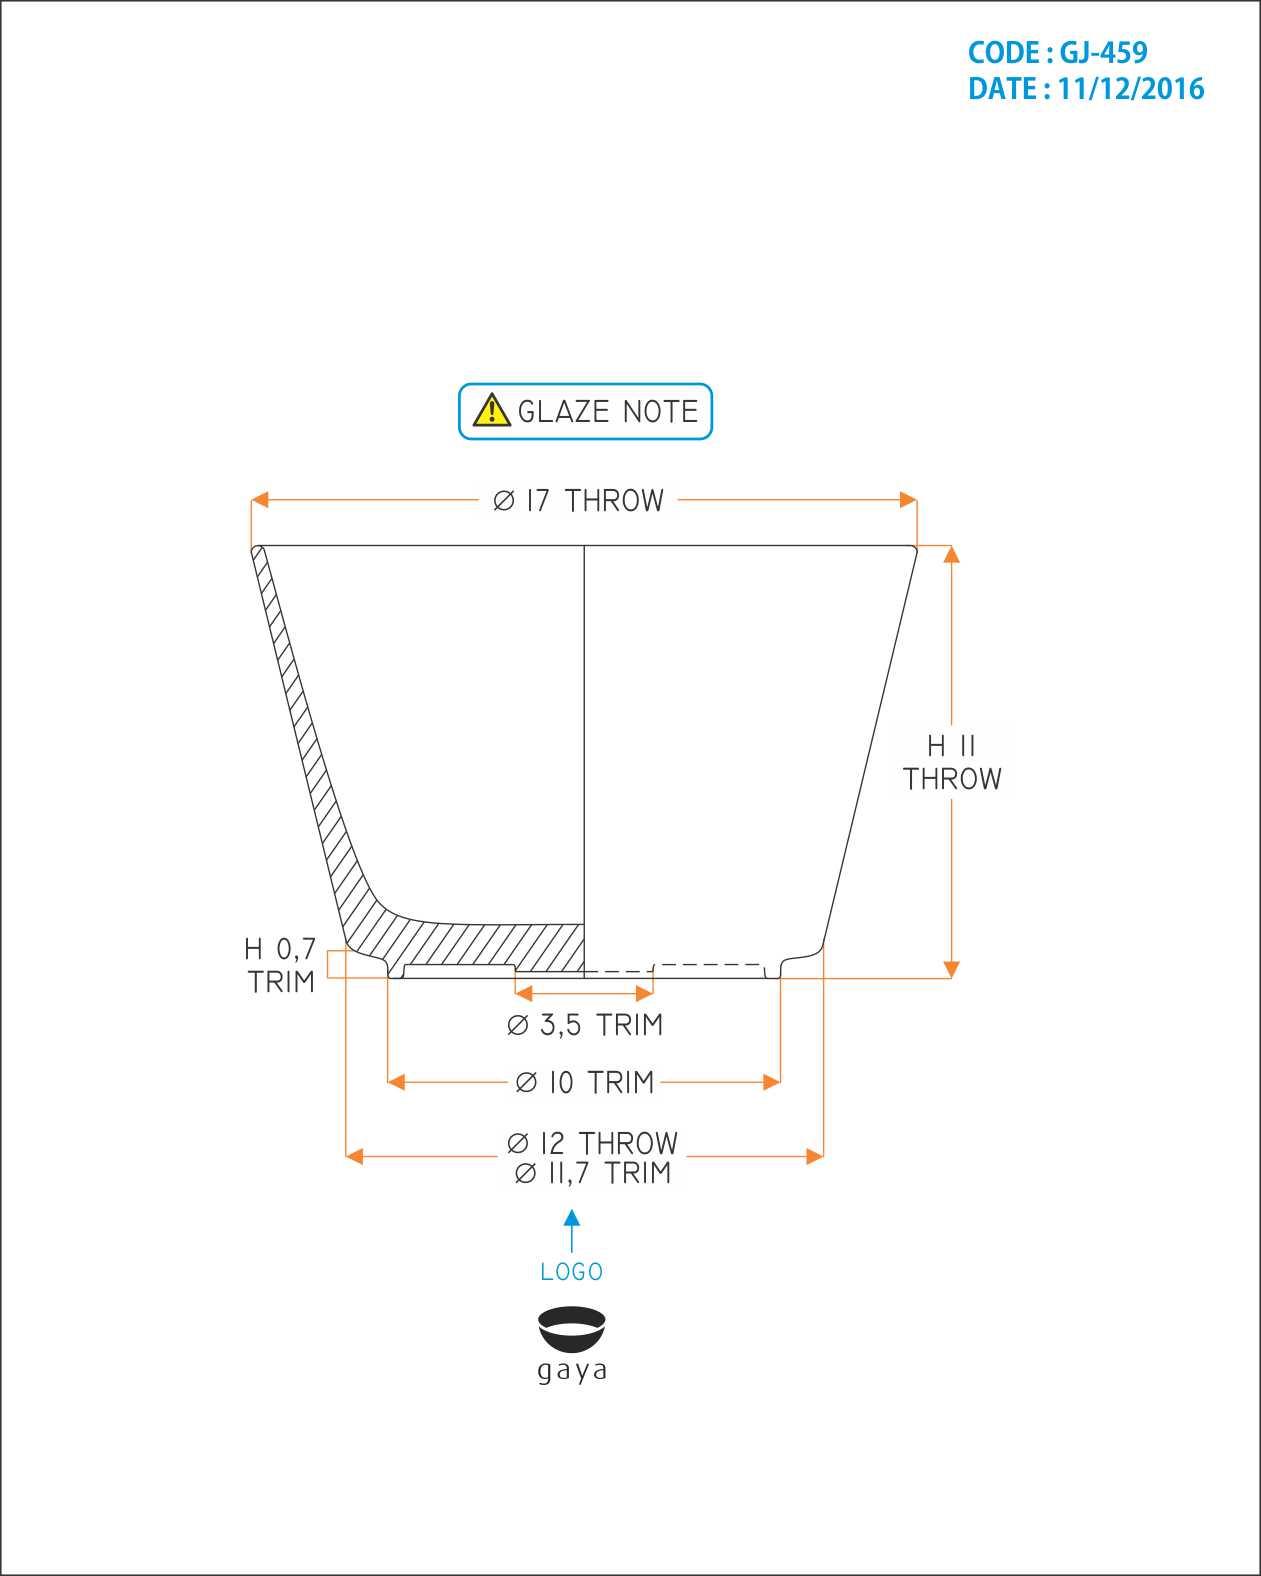 CODE : GJ-459
DATE : 11/12/2016
GLAZE NOTE
Ø 17 THROW
H 11
THROW
H 0,7
TRIM
Ø 3,5 TRIM
Ø 10 TRIM
Ø 12 THROW
Ø 11,7 TRIM
LOGO
gaya